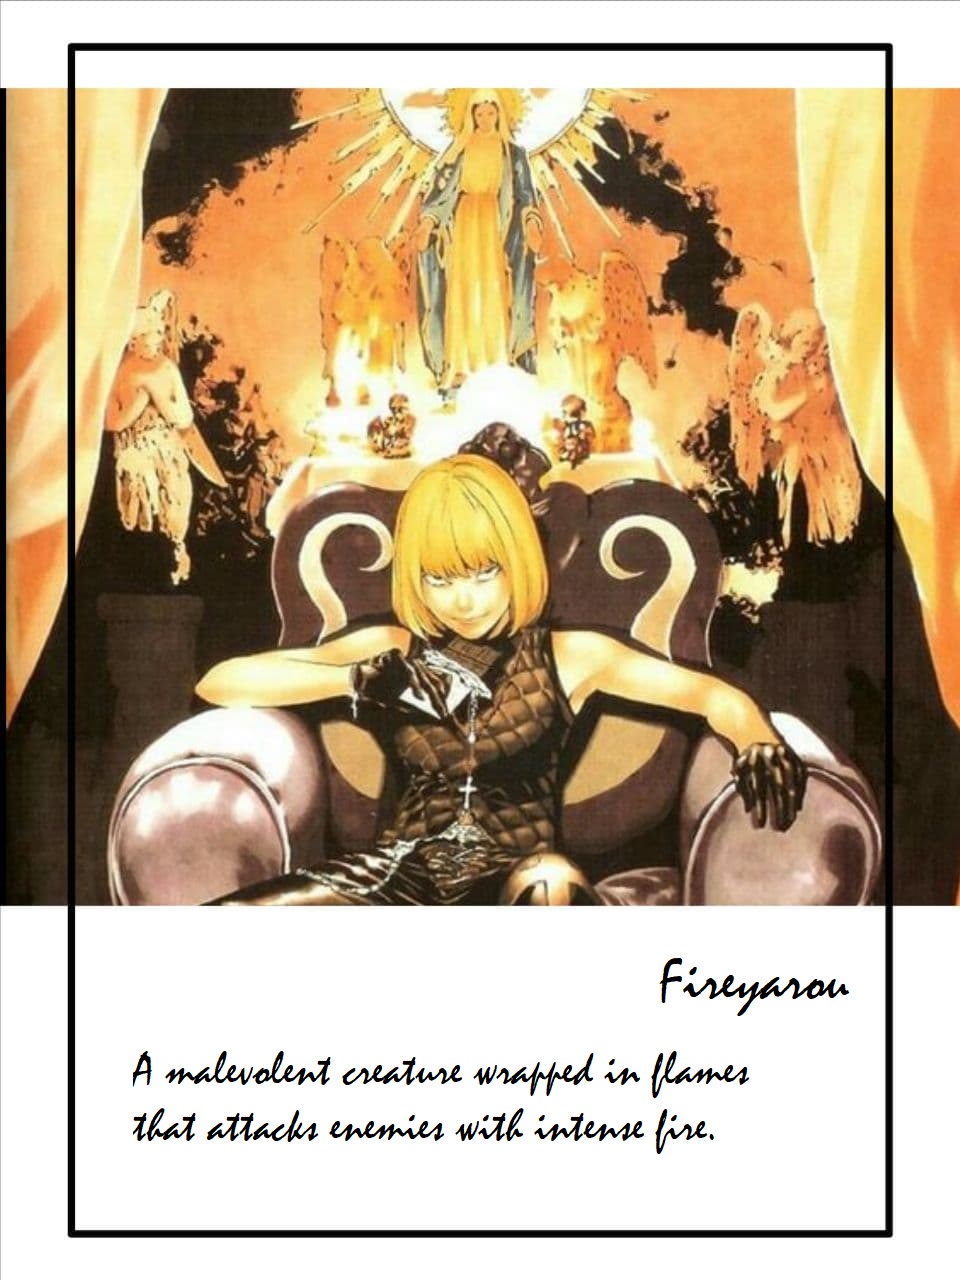 Fireyarou
A malevolent creature wrapped in flames
that attacks enemies with intense fire.